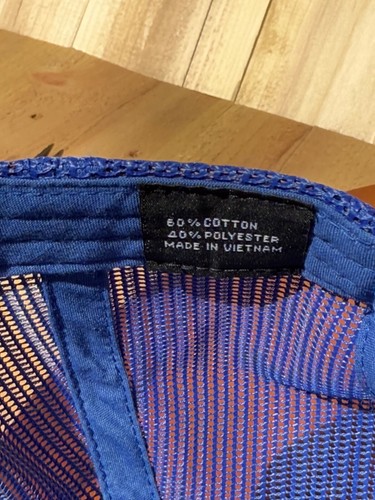 60% COTTON
40% POLYESTER
MADE IN VIETNAM